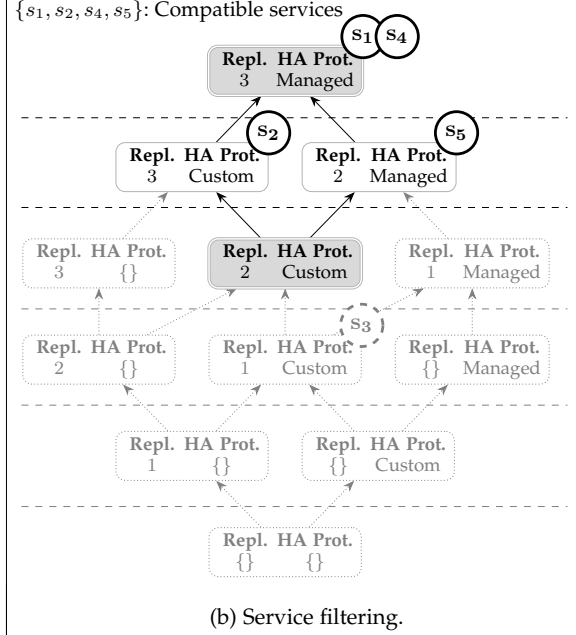 {s₁, s₂, s₄, s₅}: Compatible services
s₁ s₄
Repl. HA Prot.
3 Managed
s₂ s₅
Repl. HA Prot. Repl. HA Prot.
3 Custom 2 Managed
Repl. HA Prot. Repl. HA Prot. Repl. HA Prot.
3 {} 2 Custom 1 Managed
s₃
Repl. HA Prot. Repl. HA Prot. Repl. HA Prot.
2 {} 1 Custom {} Managed
Repl. HA Prot. Repl. HA Prot.
1 {} {} Custom
Repl. HA Prot.
{} {}
(b) Service filtering.